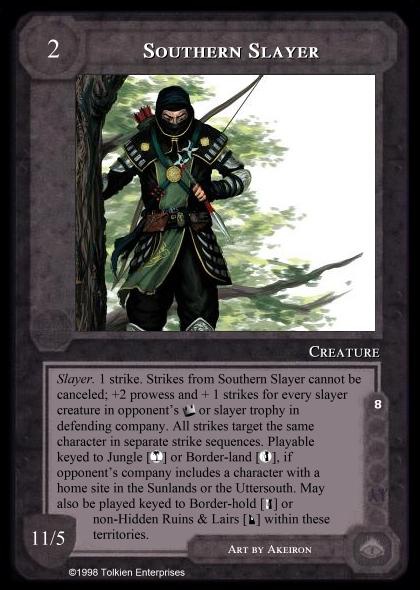 2
SOUTHERN SLAYER
CREATURE
Slayer. 1 strike. Strikes from Southern Slayer cannot be
canceled; +2 prowess and + 1 strikes for every slayer
creature in opponent's or slayer trophy in
defending company. All strikes target the same
character in separate strike sequences. Playable
keyed to Jungle [] or Border-land [], if
opponent's company includes a character with a
home site in the Sunlands or the Uttersouth. May
also be played keyed to Border-hold [] or
non-Hidden Ruins & Lairs [] within these
territories.
8
11/5
ART BY AKEIRON
©1998 Tolkien Enterprises